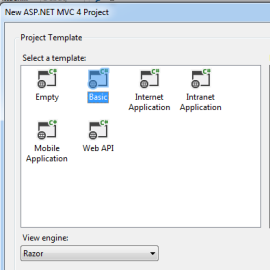 New ASP.NET MVC 4 Project
Project Template
Select a template:
Empty
Basic
Internet Application
Intranet Application
Mobile Application
Web API
View engine:
Razor